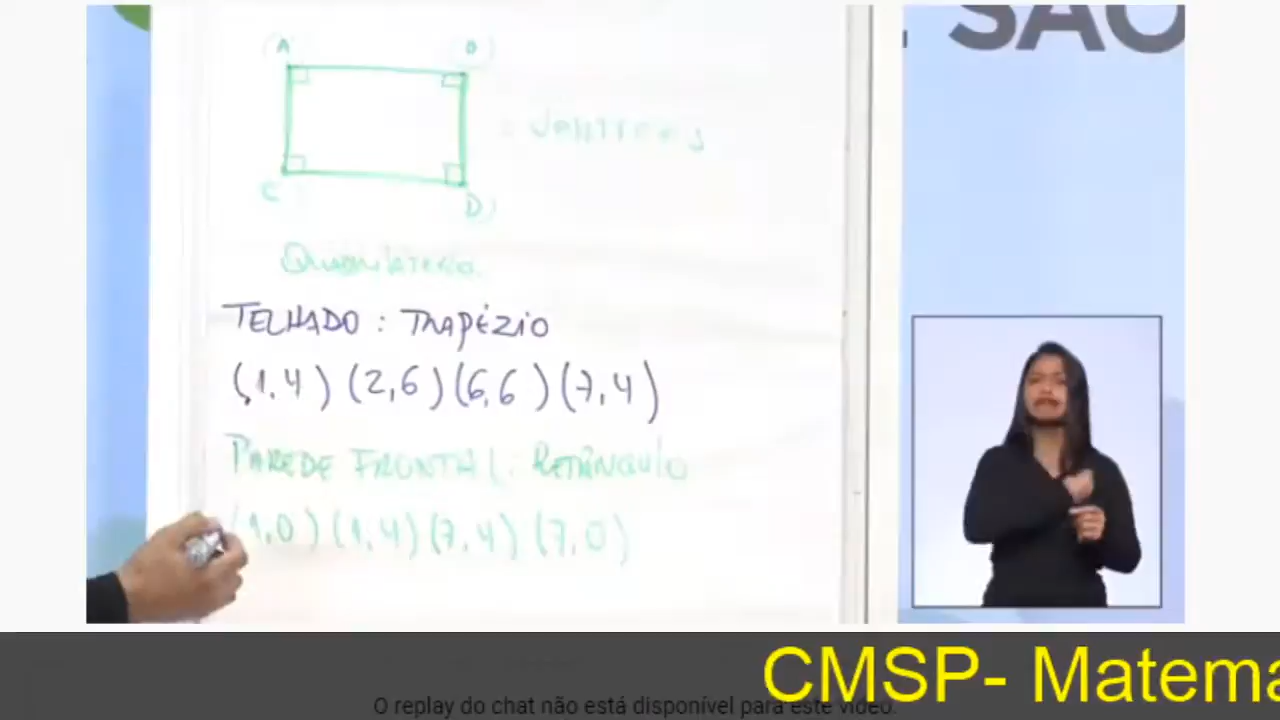 SÃO
A D
: Vértices
C D
Quadrilátero
TELHADO : TRAPÉZIO
(1,4) (2,6) (6,6) (7,4)
PAREDE FRONTAL : RETÂNGULO
(1,0) (1,4) (7,4) (7,0)
CMSP- Matema
O replay do chat não está disponível para este vídeo.